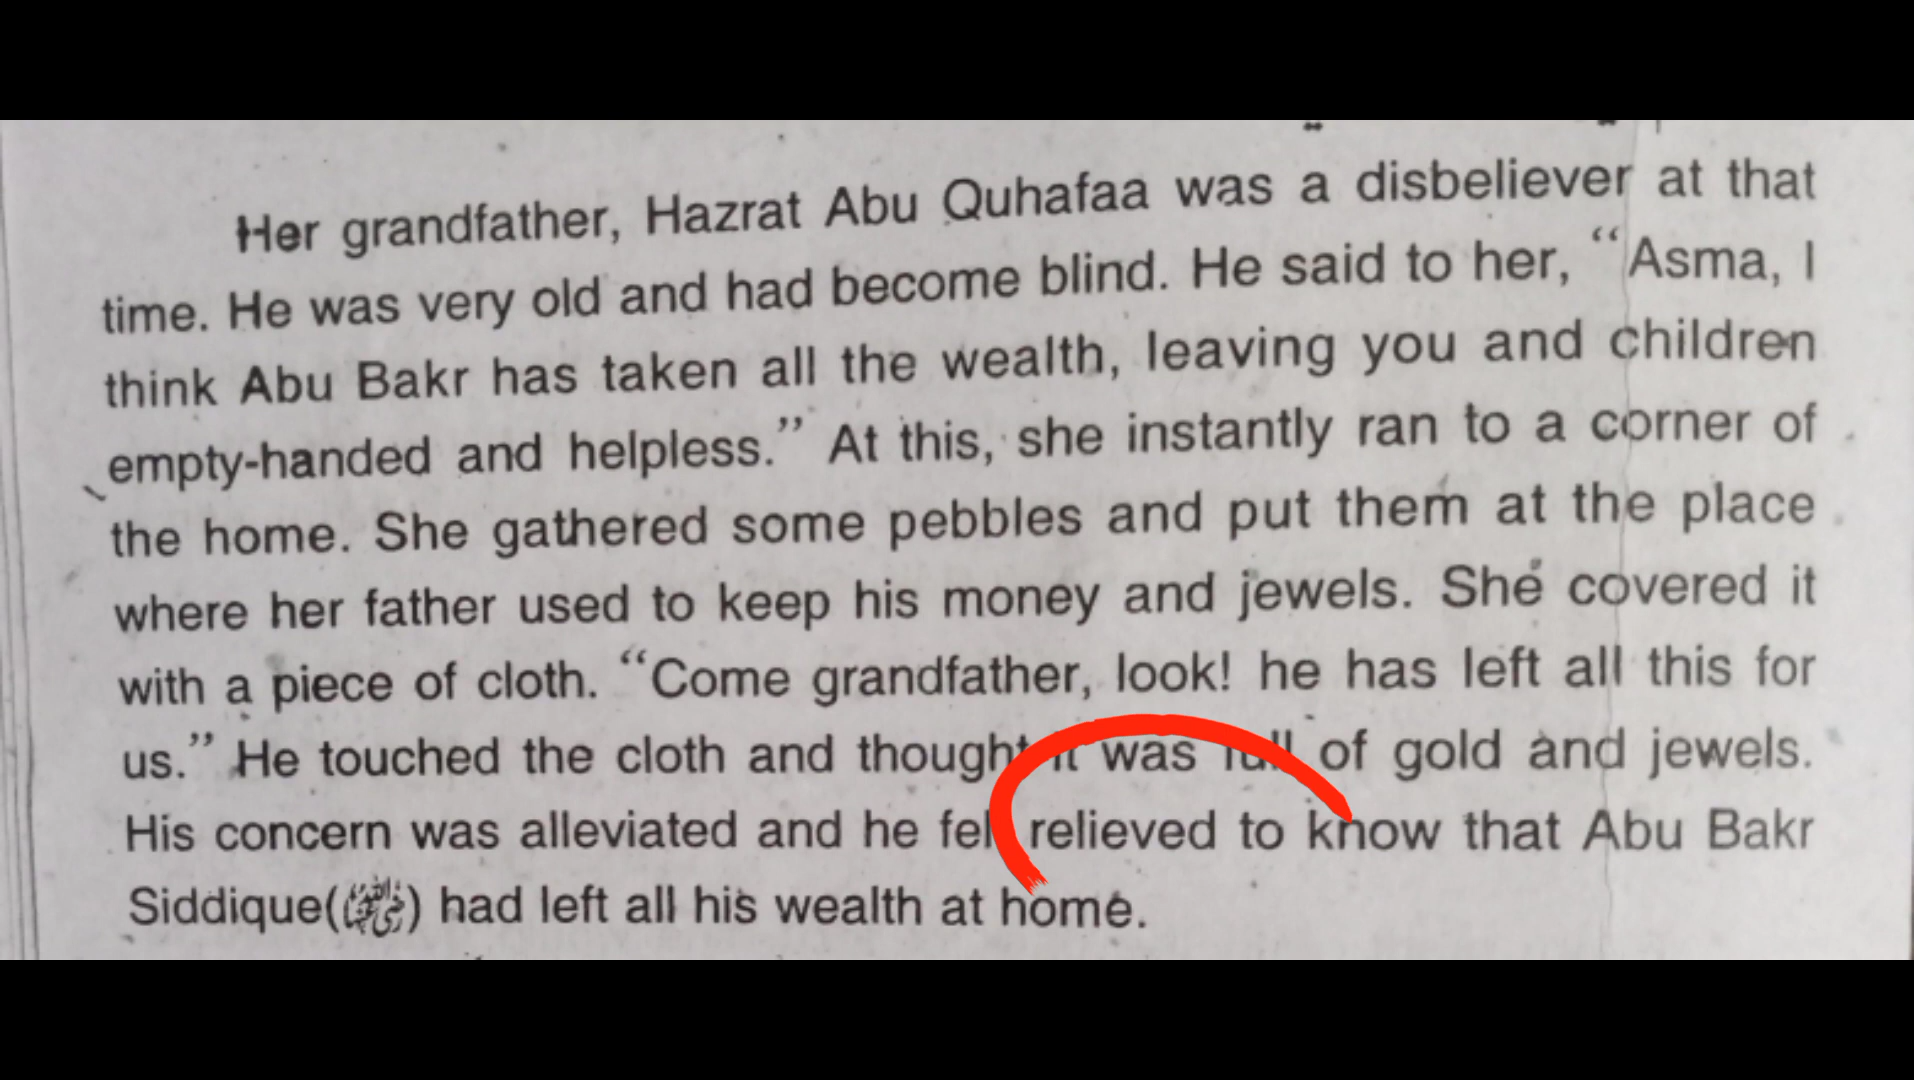 Her grandfather, Hazrat Abu Quhafaa was a disbeliever at that
time. He was very old and had become blind. He said to her, “Asma, I
think Abu Bakr has taken all the wealth, leaving you and children
empty-handed and helpless.” At this, she instantly ran to a corner of
the home. She gathered some pebbles and put them at the place
where her father used to keep his money and jewels. She covered it
with a piece of cloth. “Come grandfather, look! he has left all this for
us.” He touched the cloth and thought it was full of gold and jewels.
His concern was alleviated and he felt relieved to know that Abu Bakr
Siddique() had left all his wealth at home.